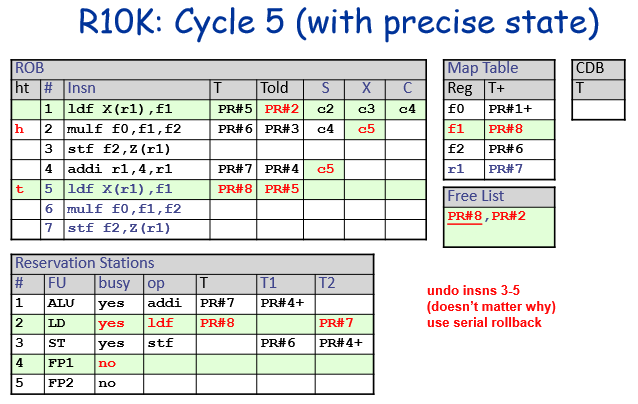 R10K: Cycle 5 (with precise state)
ROB
ht # Insn T Told S X C
1 ldf X(r1),f1 PR#5 PR#2 c2 c3 c4
h 2 mulf f0,f1,f2 PR#6 PR#3 c4 c5
3 stf f2,Z(r1)
4 addi r1,4,r1 PR#7 PR#4 c5
t 5 ldf X(r1),f1 PR#8 PR#5
6 mulf f0,f1,f2
7 stf f2,Z(r1)
Map Table
Reg T+
f0 PR#1+
f1 PR#8
f2 PR#6
r1 PR#7
CDB
T
Free List
PR#8,PR#2
Reservation Stations
# FU busy op T T1 T2
1 ALU yes addi PR#7 PR#4+
2 LD yes ldf PR#8 PR#7
3 ST yes stf PR#6 PR#4+
4 FP1 no
5 FP2 no
undo insns 3-5
(doesn't matter why)
use serial rollback